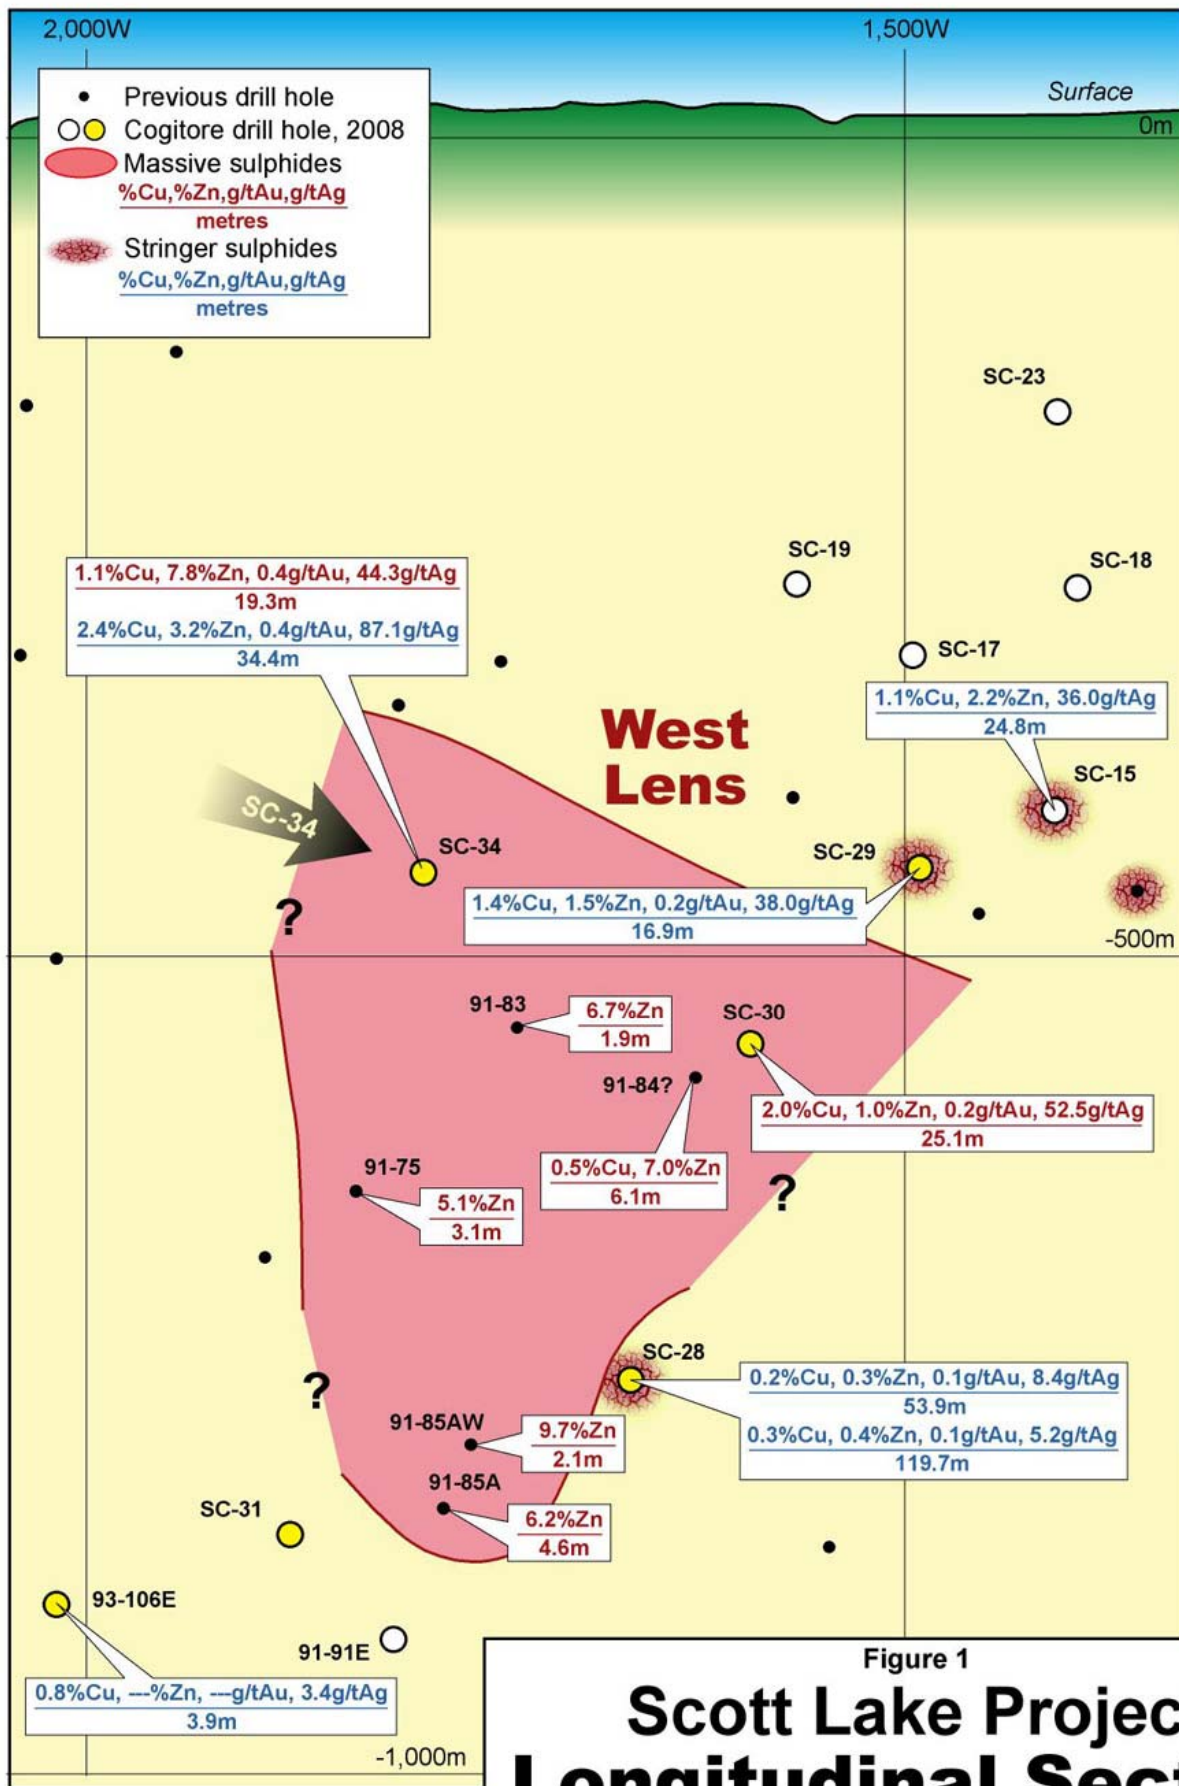 2,000W
1,500W
Surface
0m
Previous drill hole
Cogitore drill hole, 2008
Massive sulphides
%Cu,%Zn,g/tAu,g/tAg
metres
Stringer sulphides
%Cu,%Zn,g/tAu,g/tAg
metres
SC-23
SC-19
SC-18
1.1%Cu, 7.8%Zn, 0.4g/tAu, 44.3g/tAg
19.3m
2.4%Cu, 3.2%Zn, 0.4g/tAu, 87.1g/tAg
34.4m
SC-17
1.1%Cu, 2.2%Zn, 36.0g/tAg
24.8m
West
Lens
SC-15
SC-34
SC-34
SC-29
1.4%Cu, 1.5%Zn, 0.2g/tAu, 38.0g/tAg
16.9m
?
-500m
91-83
6.7%Zn
1.9m
SC-30
91-84?
2.0%Cu, 1.0%Zn, 0.2g/tAu, 52.5g/tAg
25.1m
0.5%Cu, 7.0%Zn
6.1m
91-75
5.1%Zn
3.1m
?
SC-28
0.2%Cu, 0.3%Zn, 0.1g/tAu, 8.4g/tAg
53.9m
0.3%Cu, 0.4%Zn, 0.1g/tAu, 5.2g/tAg
119.7m
?
91-85AW
9.7%Zn
2.1m
91-85A
6.2%Zn
4.6m
SC-31
93-106E
91-91E
0.8%Cu, ---%Zn, ---g/tAu, 3.4g/tAg
3.9m
-1,000m
Figure 1
Scott Lake Projec
Longitudinal Sect